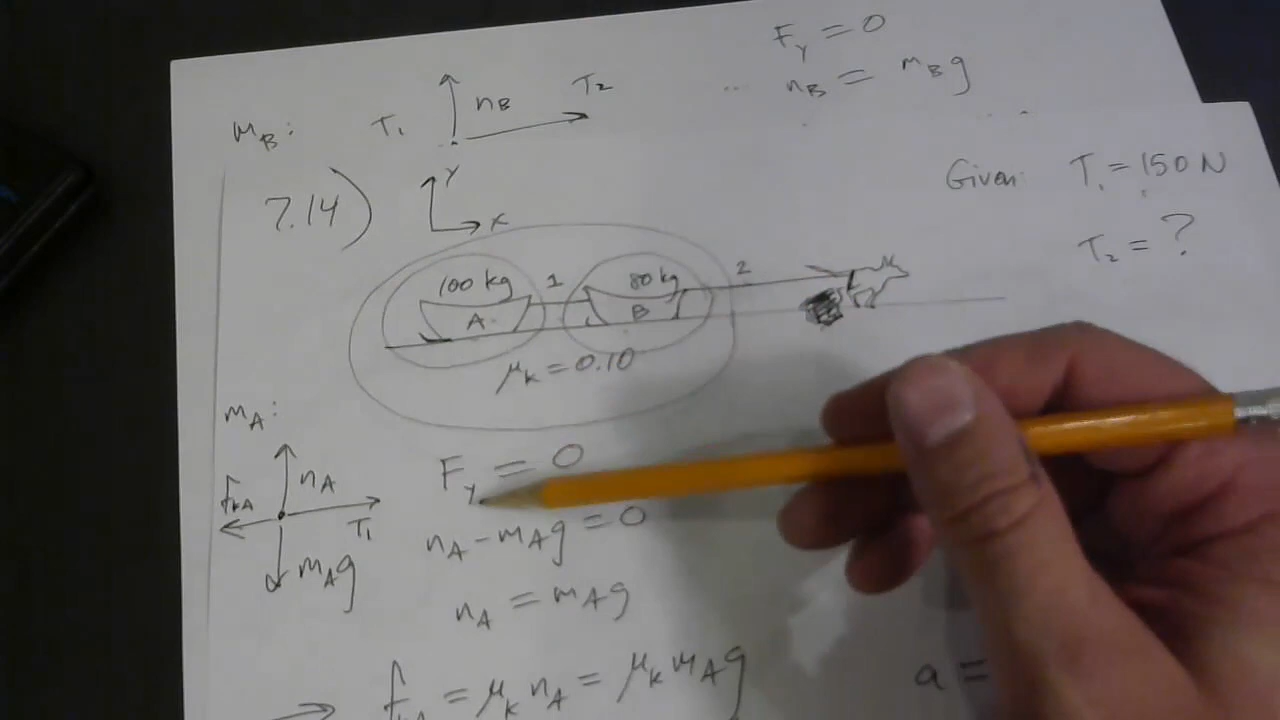 F_y = 0
m_B: T_1 n_B T_2
n_B = m_B g
7.14) Y X
Given: T_1 = 150 N
T_2 = ?
100 kg 1 80 kg 2
A B
μ_k = 0.10
m_A:
f_kA n_A T_1 m_A g
F_y = 0
n_A - m_A g = 0
n_A = m_A g
f_kA = μ_k n_A = μ_k m_A g
a =